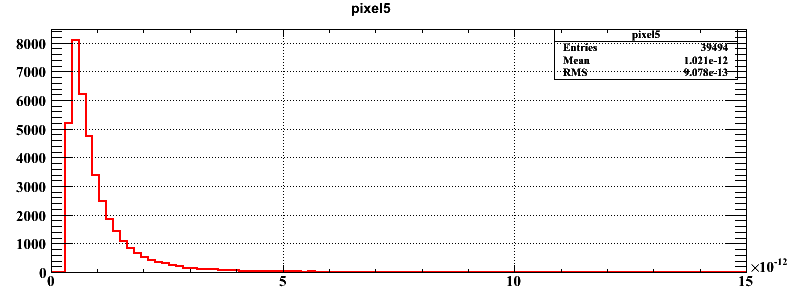 pixel5
pixel5
Entries 39494
Mean 1.021e-12
RMS 9.078e-13
8000
7000
6000
5000
4000
3000
2000
1000
0
0 5 10 15
×10⁻¹²